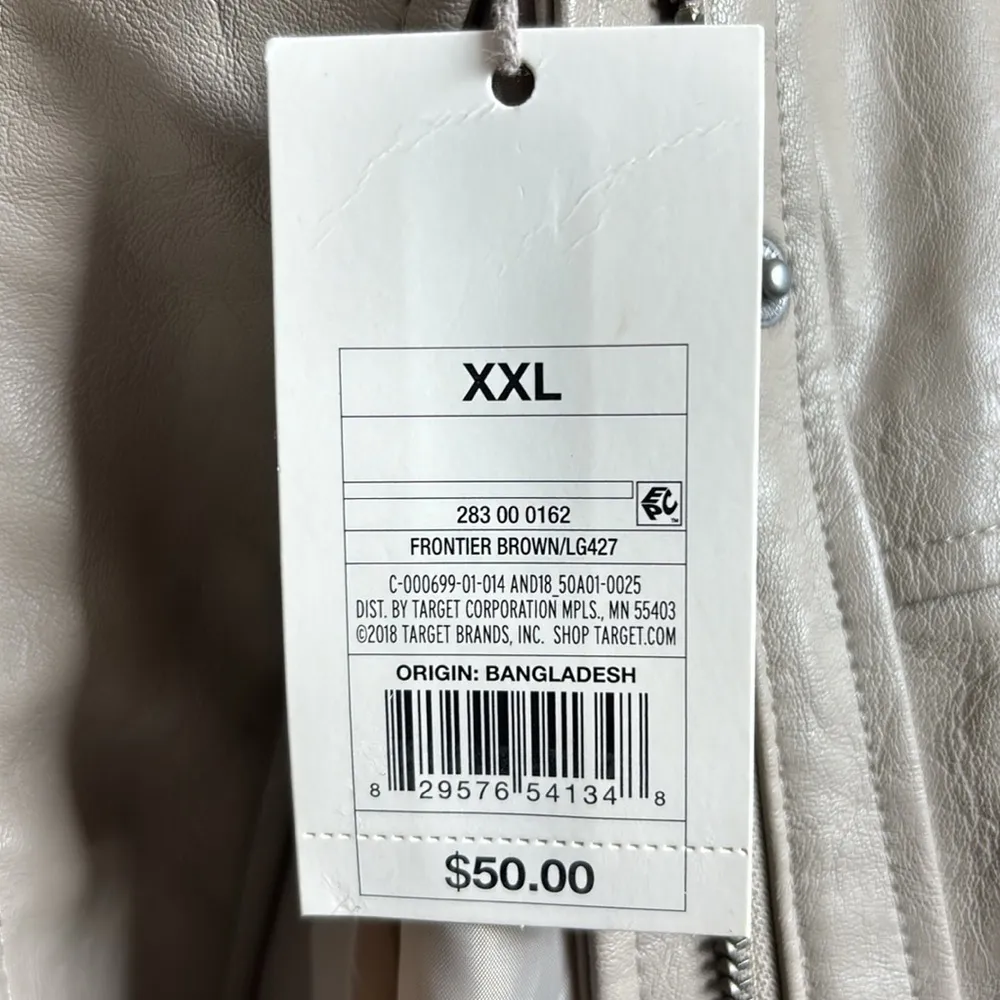 XXL
EPC™
283 00 0162
FRONTIER BROWN/LG427
C-000699-01-014 AND18_50A01-0025
DIST. BY TARGET CORPORATION MPLS., MN 55403
©2018 TARGET BRANDS, INC. SHOP TARGET.COM
ORIGIN: BANGLADESH
8 29576 54134 8
$50.00